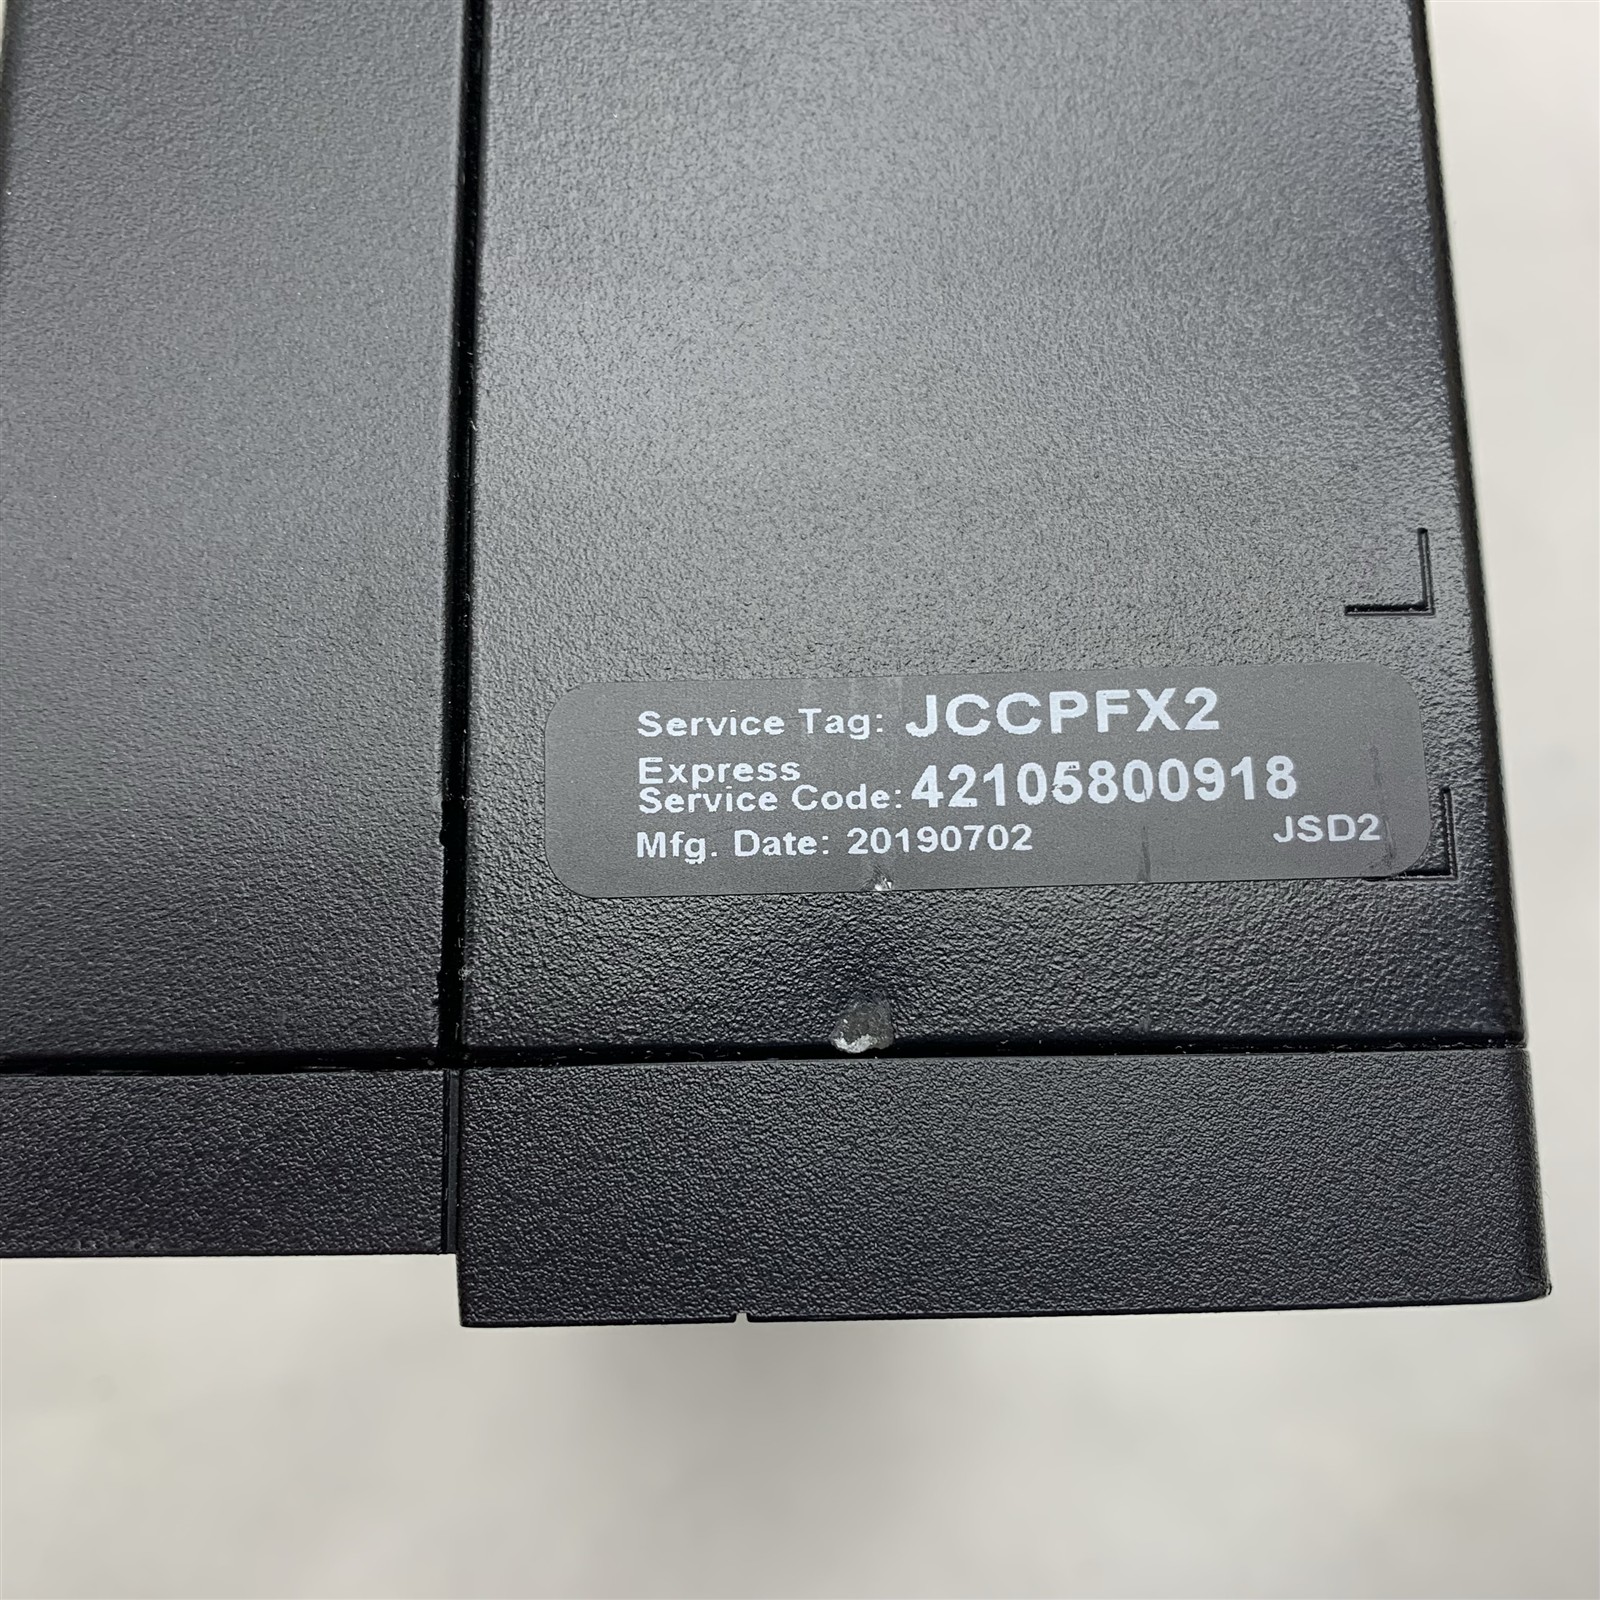 Service Tag: JCCPFX2
Express
Service Code: 42105800918
Mfg. Date: 20190702 JSD2